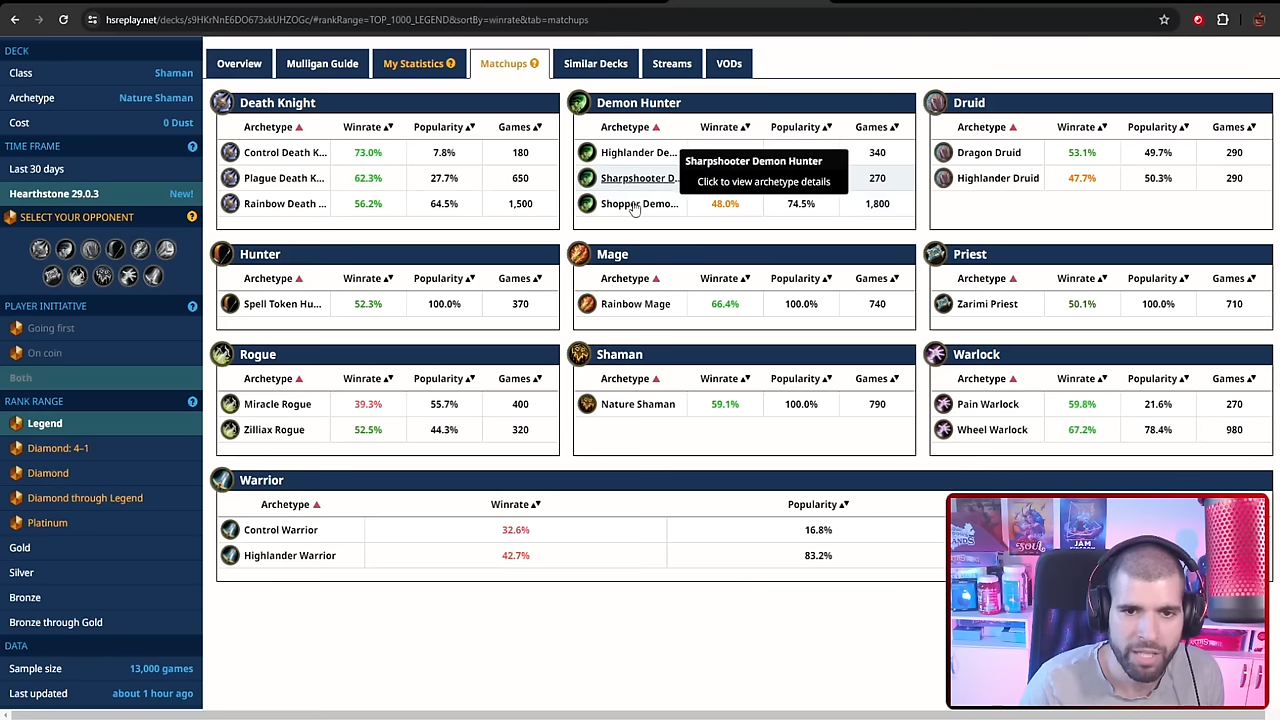 hsreplay.net/decks/s9HKrNnE6DO673xkUHZOGc/#rankRange=TOP_1000_LEGEND&sortBy=winrate&tab=matchups
DECK
Class Shaman
Archetype Nature Shaman
Cost 0 Dust
TIME FRAME
Last 30 days
Hearthstone 29.0.3 New!
SELECT YOUR OPPONENT
PLAYER INITIATIVE
Going first
On coin
Both
RANK RANGE
Legend
Diamond: 4–1
Diamond
Diamond through Legend
Platinum
Gold
Silver
Bronze
Bronze through Gold
DATA
Sample size 13,000 games
Last updated about 1 hour ago
Overview Mulligan Guide My Statistics Matchups Similar Decks Streams VODs
Death Knight
Archetype Winrate Popularity Games
Control Death K... 73.0% 7.8% 180
Plague Death K... 62.3% 27.7% 650
Rainbow Death ... 56.2% 64.5% 1,500
Demon Hunter
Archetype Winrate Popularity Games
Highlander De... 340
Sharpshooter D... 270
Shopper Demo... 48.0% 74.5% 1,800
Sharpshooter Demon Hunter
Click to view archetype details
Druid
Archetype Winrate Popularity Games
Dragon Druid 53.1% 49.7% 290
Highlander Druid 47.7% 50.3% 290
Hunter
Archetype Winrate Popularity Games
Spell Token Hu... 52.3% 100.0% 370
Mage
Archetype Winrate Popularity Games
Rainbow Mage 66.4% 100.0% 740
Priest
Archetype Winrate Popularity Games
Zarimi Priest 50.1% 100.0% 710
Rogue
Archetype Winrate Popularity Games
Miracle Rogue 39.3% 55.7% 400
Zilliax Rogue 52.5% 44.3% 320
Shaman
Archetype Winrate Popularity Games
Nature Shaman 59.1% 100.0% 790
Warlock
Archetype Winrate Popularity Games
Pain Warlock 59.8% 21.6% 270
Wheel Warlock 67.2% 78.4% 980
Warrior
Archetype Winrate Popularity
Control Warrior 32.6% 16.8%
Highlander Warrior 42.7% 83.2%
SOUL
JAM